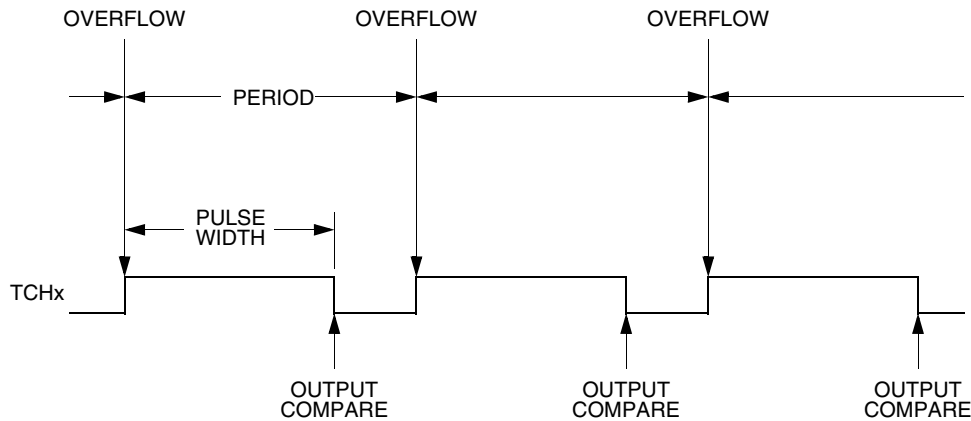 OVERFLOW
OVERFLOW
OVERFLOW
PERIOD
PULSE
WIDTH
TCHx
OUTPUT
COMPARE
OUTPUT
COMPARE
OUTPUT
COMPARE